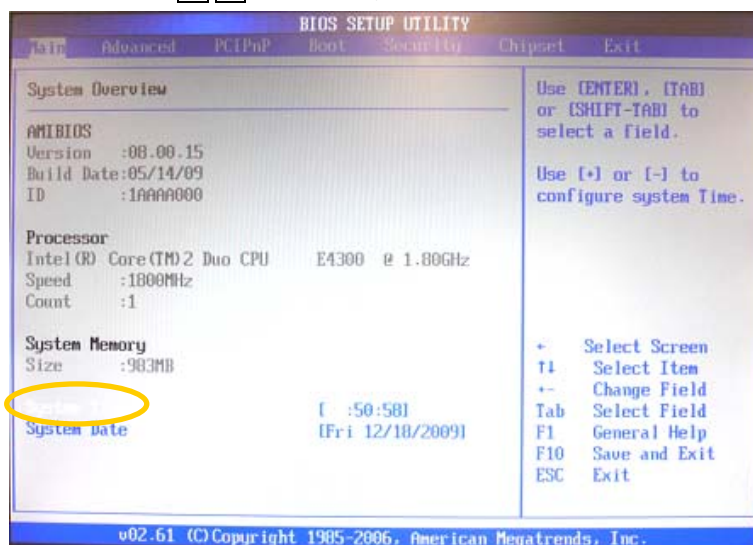 BIOS SETUP UTILITY
Main Advanced PCIPnP Boot Security Chipset Exit
System Overview
AMIBIOS
Version :08.00.15
Build Date:05/14/09
ID :1AAAA000
Processor
Intel(R) Core(TM)2 Duo CPU E4300 @ 1.80GHz
Speed :1800MHz
Count :1
System Memory
Size :983MB
System [ :50:58]
System Date [Fri 12/18/2009]
Use [ENTER], [TAB]
or [SHIFT-TAB] to
select a field.
Use [+] or [-] to
configure system Time.
← Select Screen
↑↓ Select Item
+- Change Field
Tab Select Field
F1 General Help
F10 Save and Exit
ESC Exit
v02.61 (C)Copyright 1985-2006, American Megatrends, Inc.